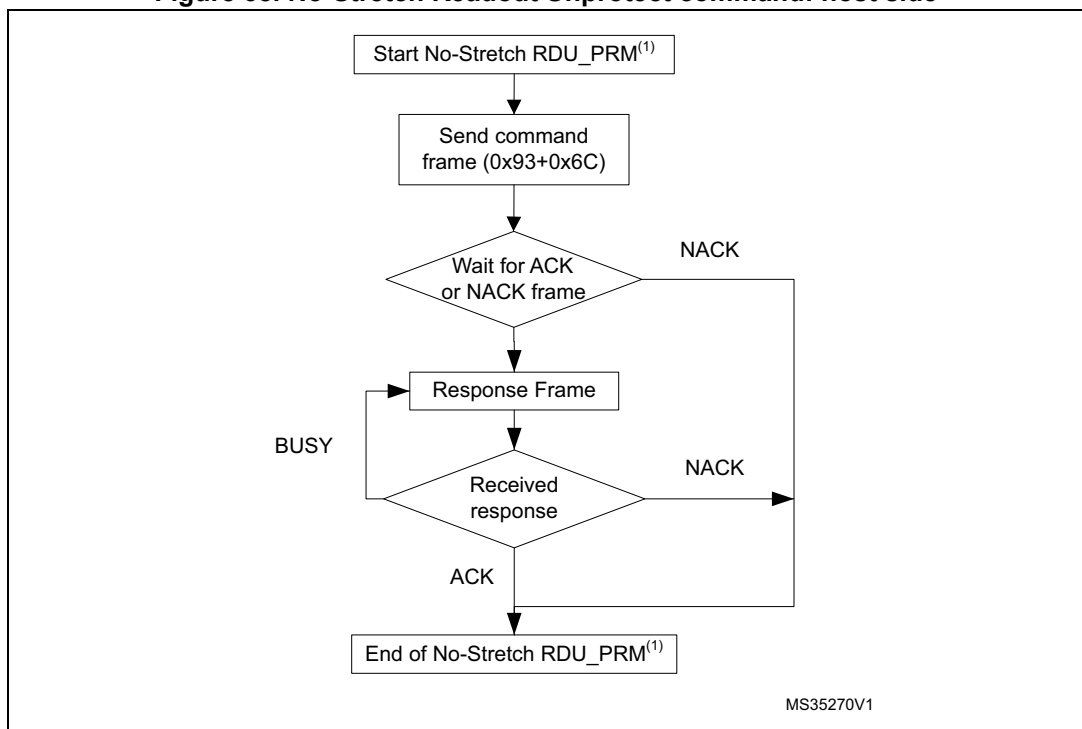 Start No-Stretch RDU_PRM(1)
Send command
frame (0x93+0x6C)
Wait for ACK
or NACK frame
NACK
Response Frame
BUSY
Received
response
NACK
ACK
End of No-Stretch RDU_PRM(1)
MS35270V1